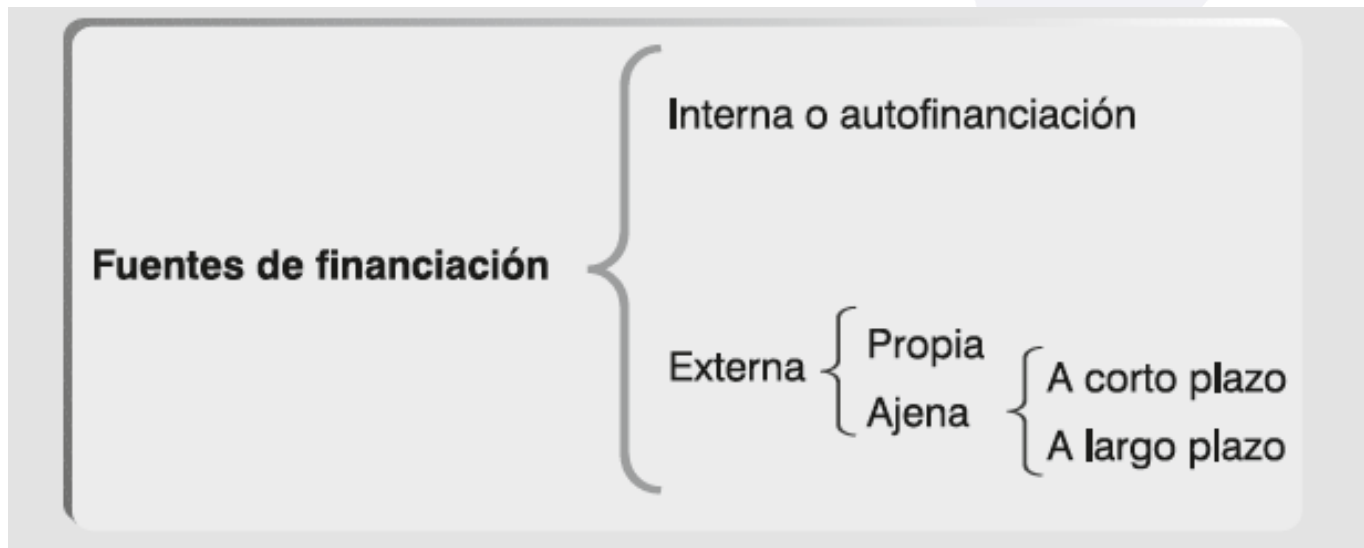 Interna o autofinanciación
Fuentes de financiación
Externa
Propia
Ajena
A corto plazo
A largo plazo